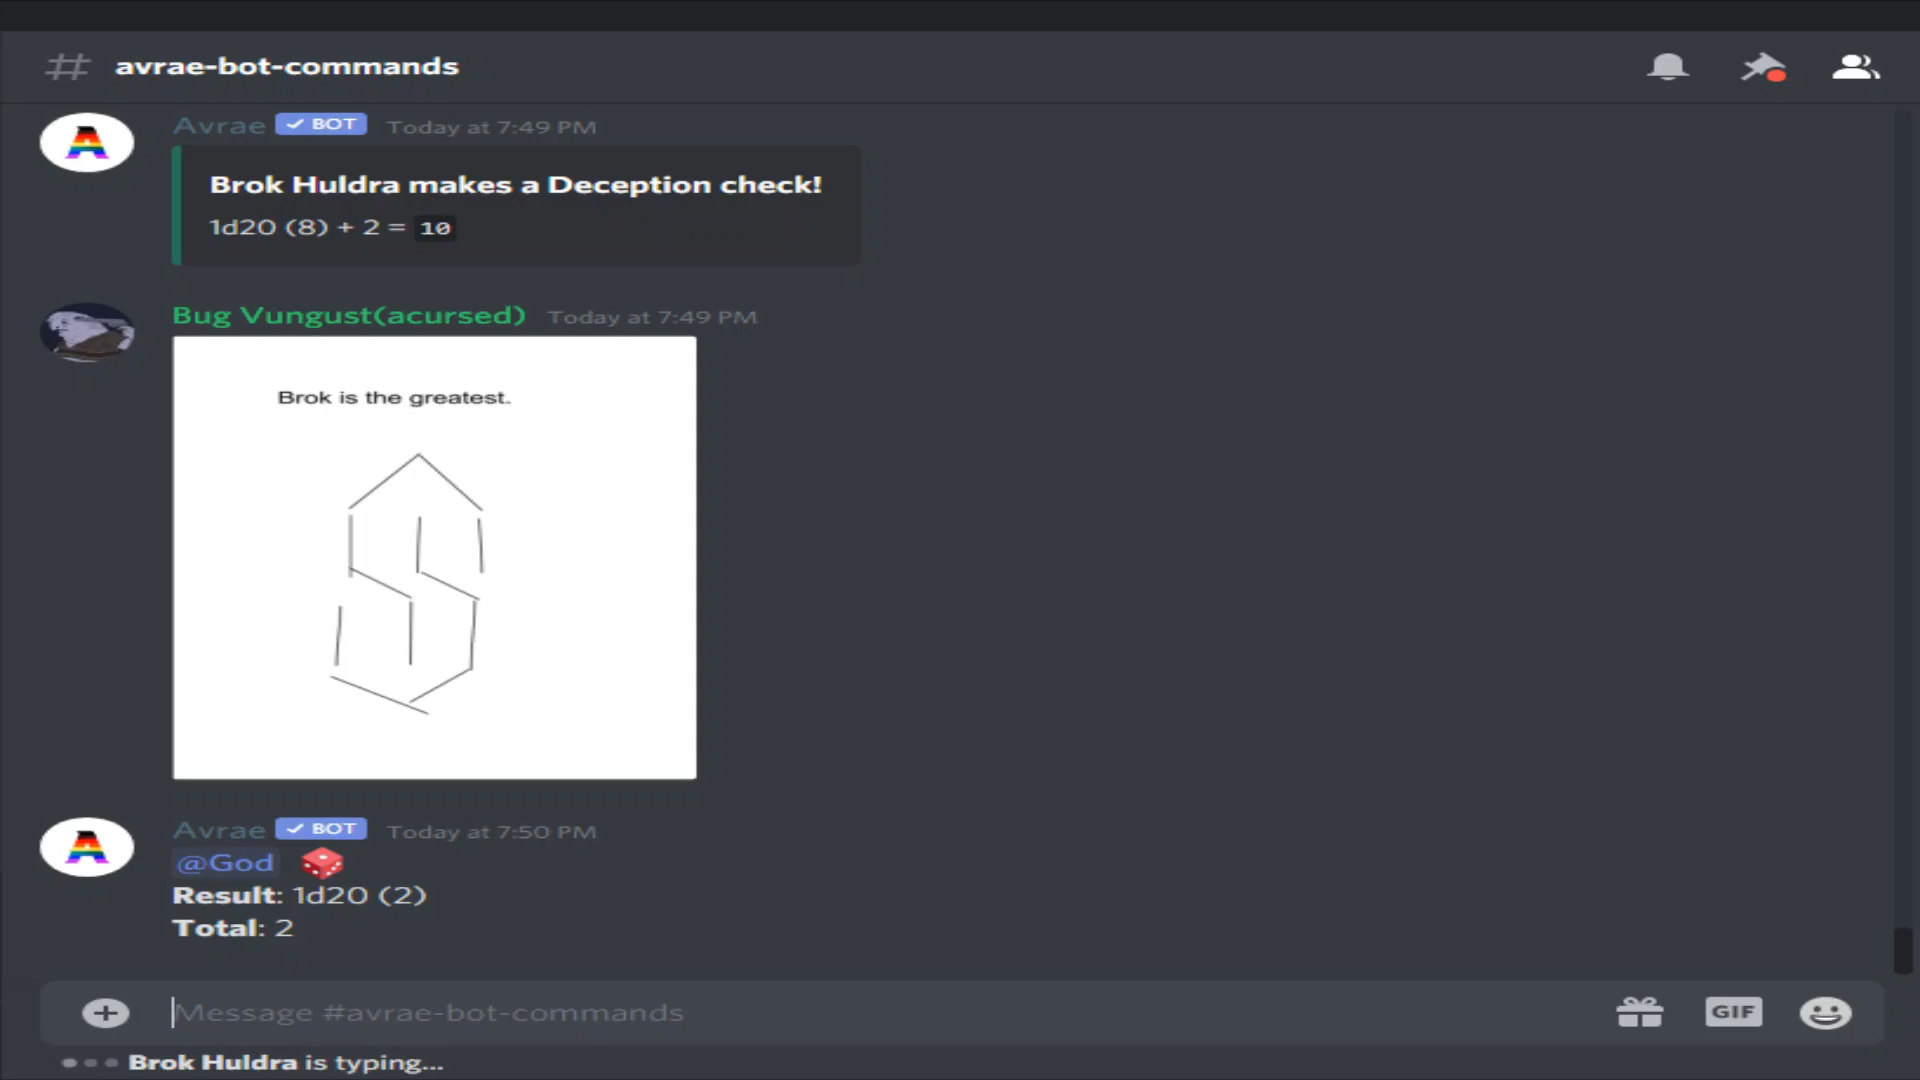 # avrae-bot-commands
Avrae ✓ BOT Today at 7:49 PM
Brok Huldra makes a Deception check!
1d20 (8) + 2 = 10
Bug Vungust(acursed) Today at 7:49 PM
Brok is the greatest.
Avrae ✓ BOT Today at 7:50 PM
@God
Result: 1d20 (2)
Total: 2
Message #avrae-bot-commands
GIF
Brok Huldra is typing...